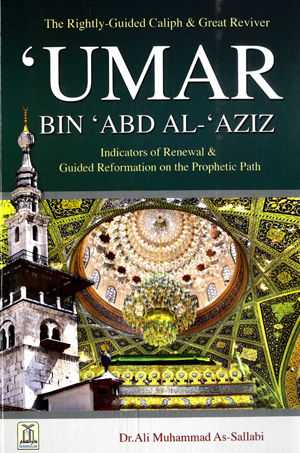 The Rightly-Guided Caliph & Great Reviver
‘UMAR
BIN ‘ABD AL-‘AZIZ
Indicators of Renewal &
Guided Reformation on the Prophetic Path
DARUSSALAM
Dr.Ali Muhammad As-Sallabi